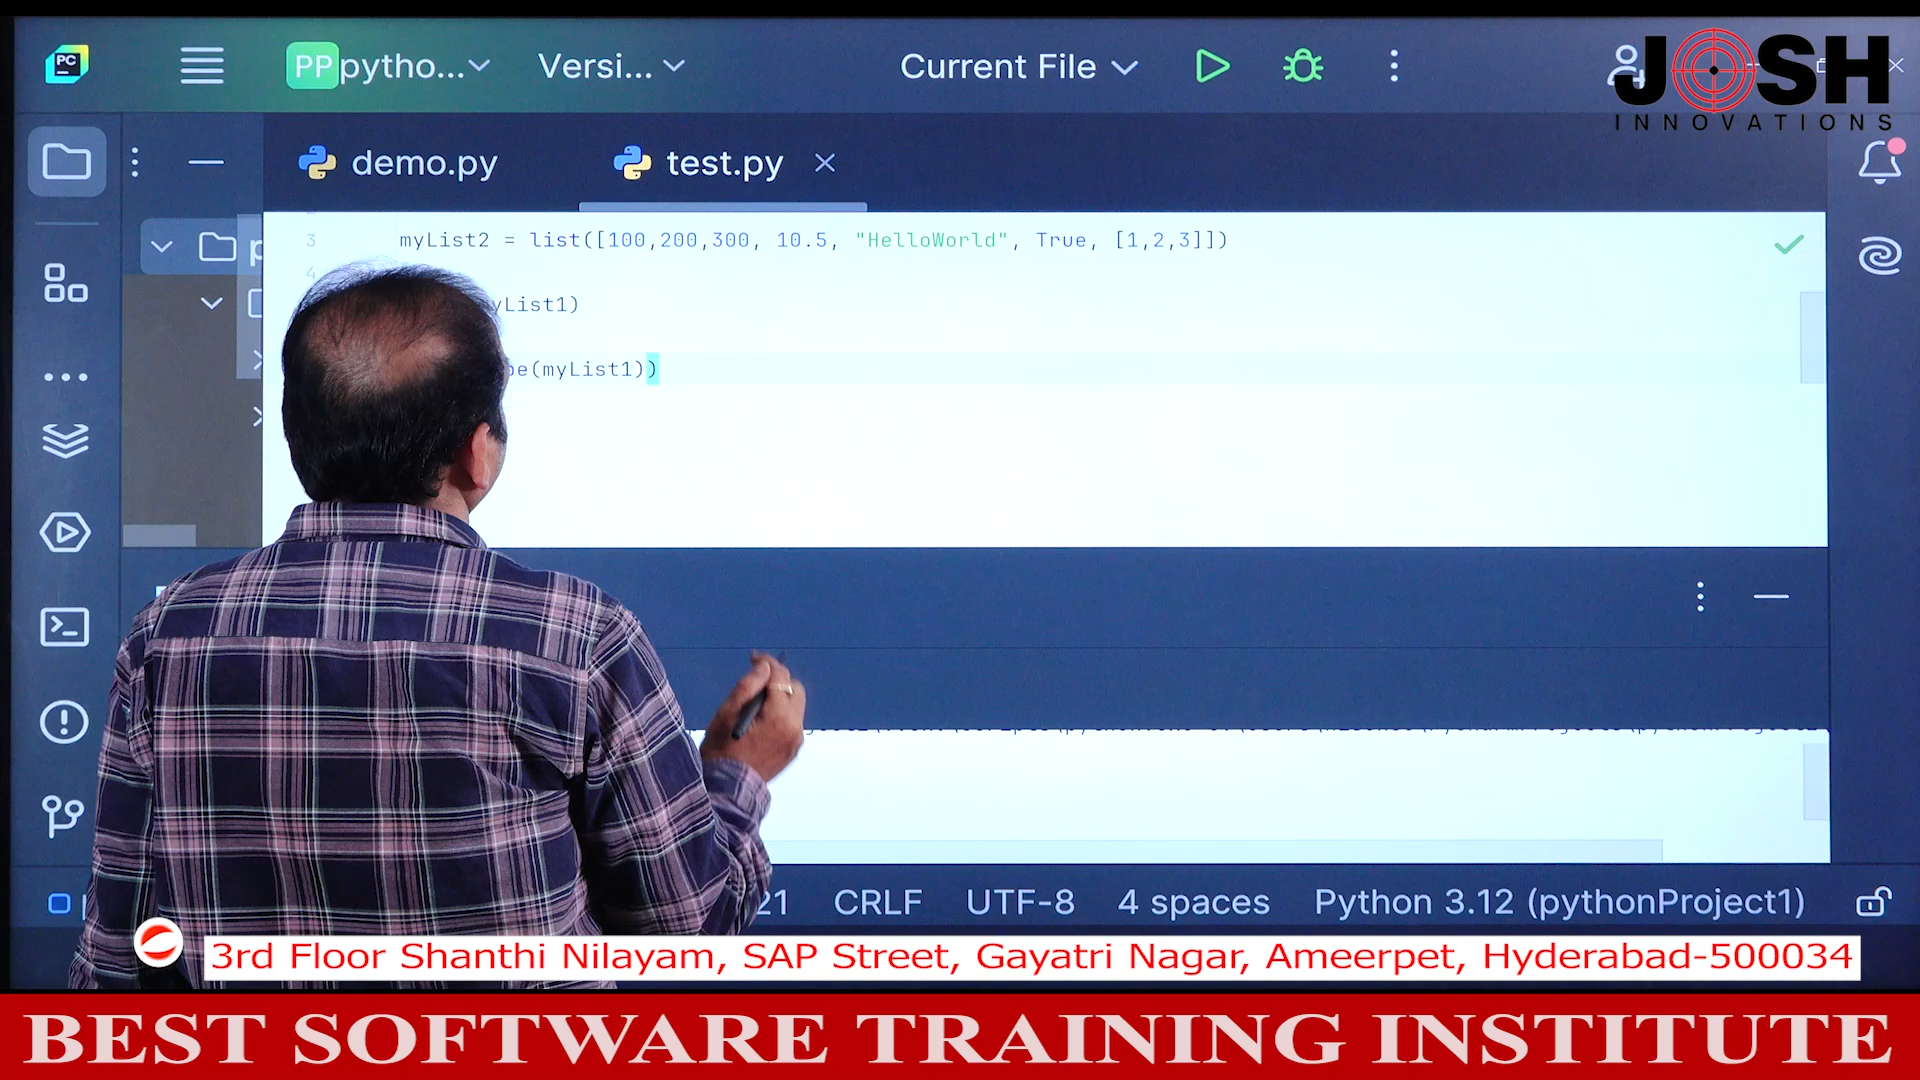 PC
PP pytho...
Versi...
Current File
JOSH
INNOVATIONS
demo.py
test.py
3 myList2 = list([100,200,300, 10.5, "HelloWorld", True, [1,2,3]])
4
yList1)
pe(myList1))
21 CRLF UTF-8 4 spaces Python 3.12 (pythonProject1)
3rd Floor Shanthi Nilayam, SAP Street, Gayatri Nagar, Ameerpet, Hyderabad-500034
BEST SOFTWARE TRAINING INSTITUTE